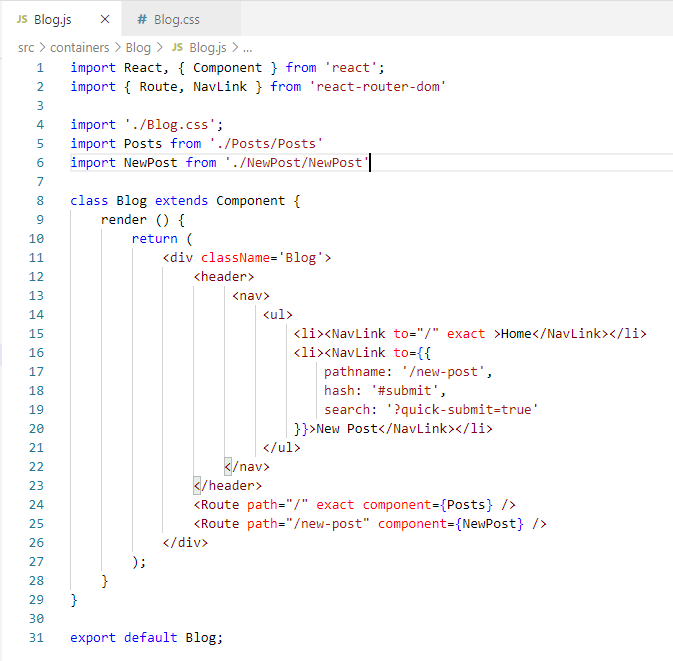 JS Blog.js × # Blog.css
src > containers > Blog > JS Blog.js > ...
1 import React, { Component } from 'react';
2 import { Route, NavLink } from 'react-router-dom'
3
4 import './Blog.css';
5 import Posts from './Posts/Posts'
6 import NewPost from './NewPost/NewPost'
7
8 class Blog extends Component {
9     render () {
10         return (
11             <div className='Blog'>
12                 <header>
13                      <nav>
14                          <ul>
15                              <li><NavLink to="/" exact >Home</NavLink></li>
16                              <li><NavLink to={{
17                                  pathname: '/new-post',
18                                  hash: '#submit',
19                                  search: '?quick-submit=true'
20                              }}>New Post</NavLink></li>
21                          </ul>
22                     </nav>
23                 </header>
24                 <Route path="/" exact component={Posts} />
25                 <Route path="/new-post" component={NewPost} />
26             </div>
27         );
28     }
29 }
30
31 export default Blog;